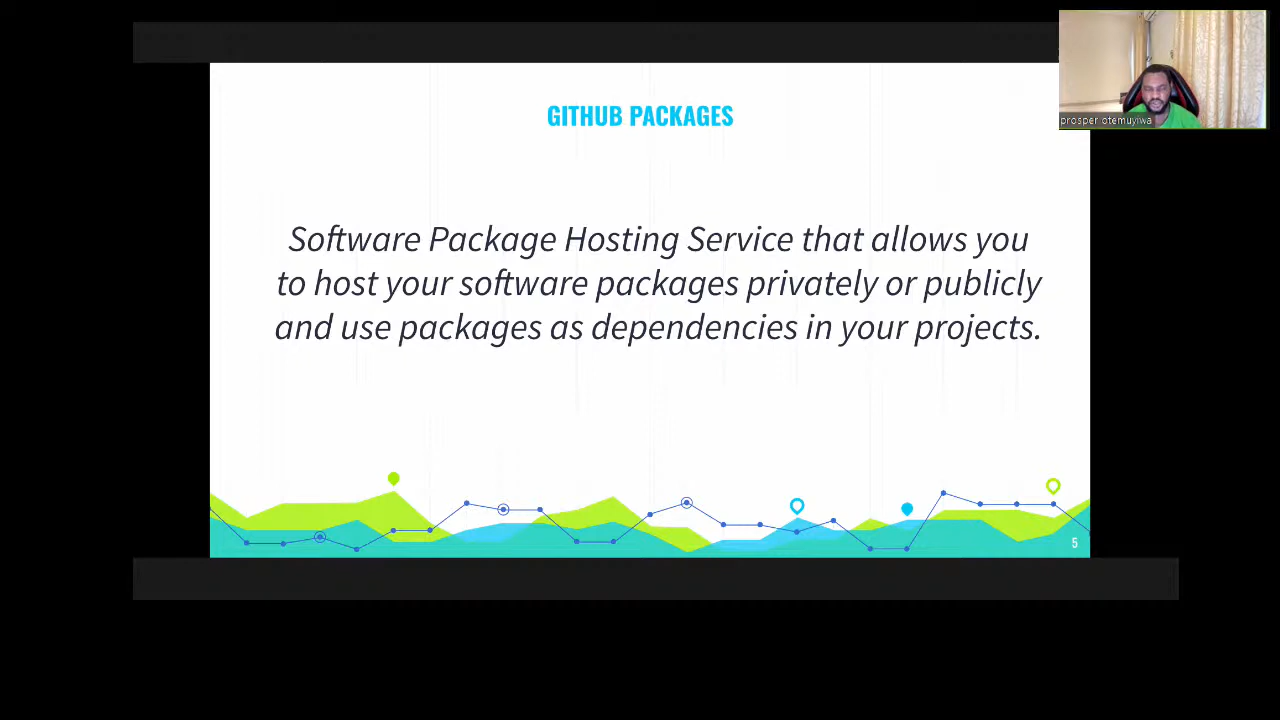 GITHUB PACKAGES
Software Package Hosting Service that allows you
to host your software packages privately or publicly
and use packages as dependencies in your projects.
5
prosper otemuyiwa